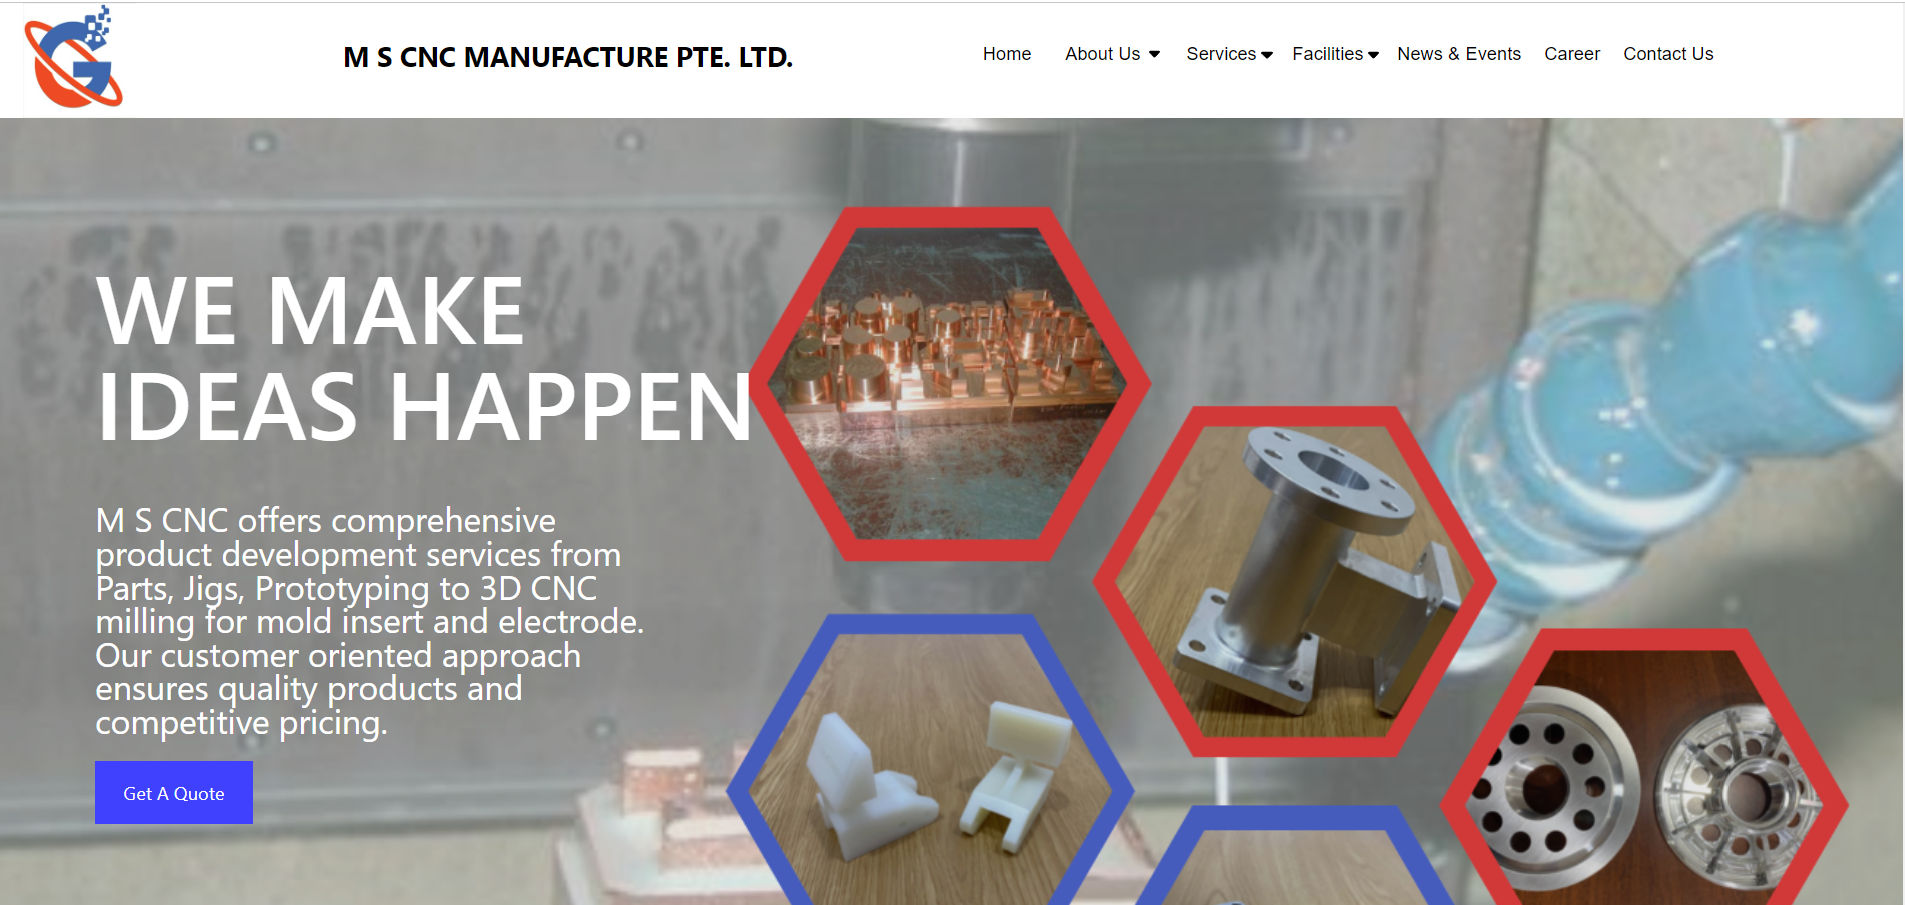 M S CNC MANUFACTURE PTE. LTD.
Home About Us Services Facilities News & Events Career Contact Us
WE MAKE
IDEAS HAPPEN
M S CNC offers comprehensive
product development services from
Parts, Jigs, Prototyping to 3D CNC
milling for mold insert and electrode.
Our customer oriented approach
ensures quality products and
competitive pricing.
Get A Quote